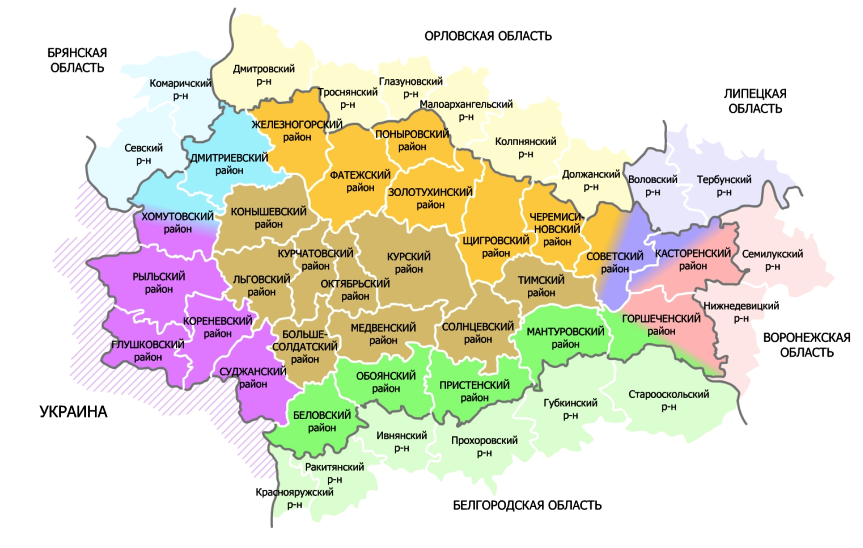 ОРЛОВСКАЯ ОБЛАСТЬ
БРЯНСКАЯ
ОБЛАСТЬ
Дмитровский
р-н
Комаричский
р-н
Троснянский
р-н
Глазуновский
р-н
Малоархангельский
р-н
ЛИПЕЦКАЯ
ОБЛАСТЬ
ЖЕЛЕЗНОГОРСКИЙ
район
ПОНЫРОВСКИЙ
район
Колпнянский
р-н
Севский
р-н
ДМИТРИЕВСКИЙ
район
ФАТЕЖСКИЙ
район
ЗОЛОТУХИНСКИЙ
район
Должанский
р-н
Воловский
р-н
Тербунский
р-н
ХОМУТОВСКИЙ
район
КОНЫШЕВСКИЙ
район
ЧЕРЕМИСИ-
НОВСКИЙ
район
ЩИГРОВСКИЙ
район
КУРЧАТОВСКИЙ
район
КУРСКИЙ
район
СОВЕТСКИЙ
район
КАСТОРЕНСКИЙ
район
Семилукский
р-н
РЫЛЬСКИЙ
район
ЛЬГОВСКИЙ
район
ОКТЯБРЬСКИЙ
район
ТИМСКИЙ
район
Нижнедевицкий
р-н
КОРЕНЕВСКИЙ
район
БОЛЬШЕ-
СОЛДАТСКИЙ
район
МЕДВЕНСКИЙ
район
СОЛНЦЕВСКИЙ
район
МАНТУРОВСКИЙ
район
ГОРШЕЧЕНСКИЙ
район
ВОРОНЕЖСКАЯ
ОБЛАСТЬ
ГЛУШКОВСКИЙ
район
СУДЖАНСКИЙ
район
ОБОЯНСКИЙ
район
ПРИСТЕНСКИЙ
район
УКРАИНА
БЕЛОВСКИЙ
район
Губкинский
р-н
Старооскольский
р-н
Ивнянский
р-н
Прохоровский
р-н
Ракитянский
р-н
Краснояружский
р-н
БЕЛГОРОДСКАЯ ОБЛАСТЬ